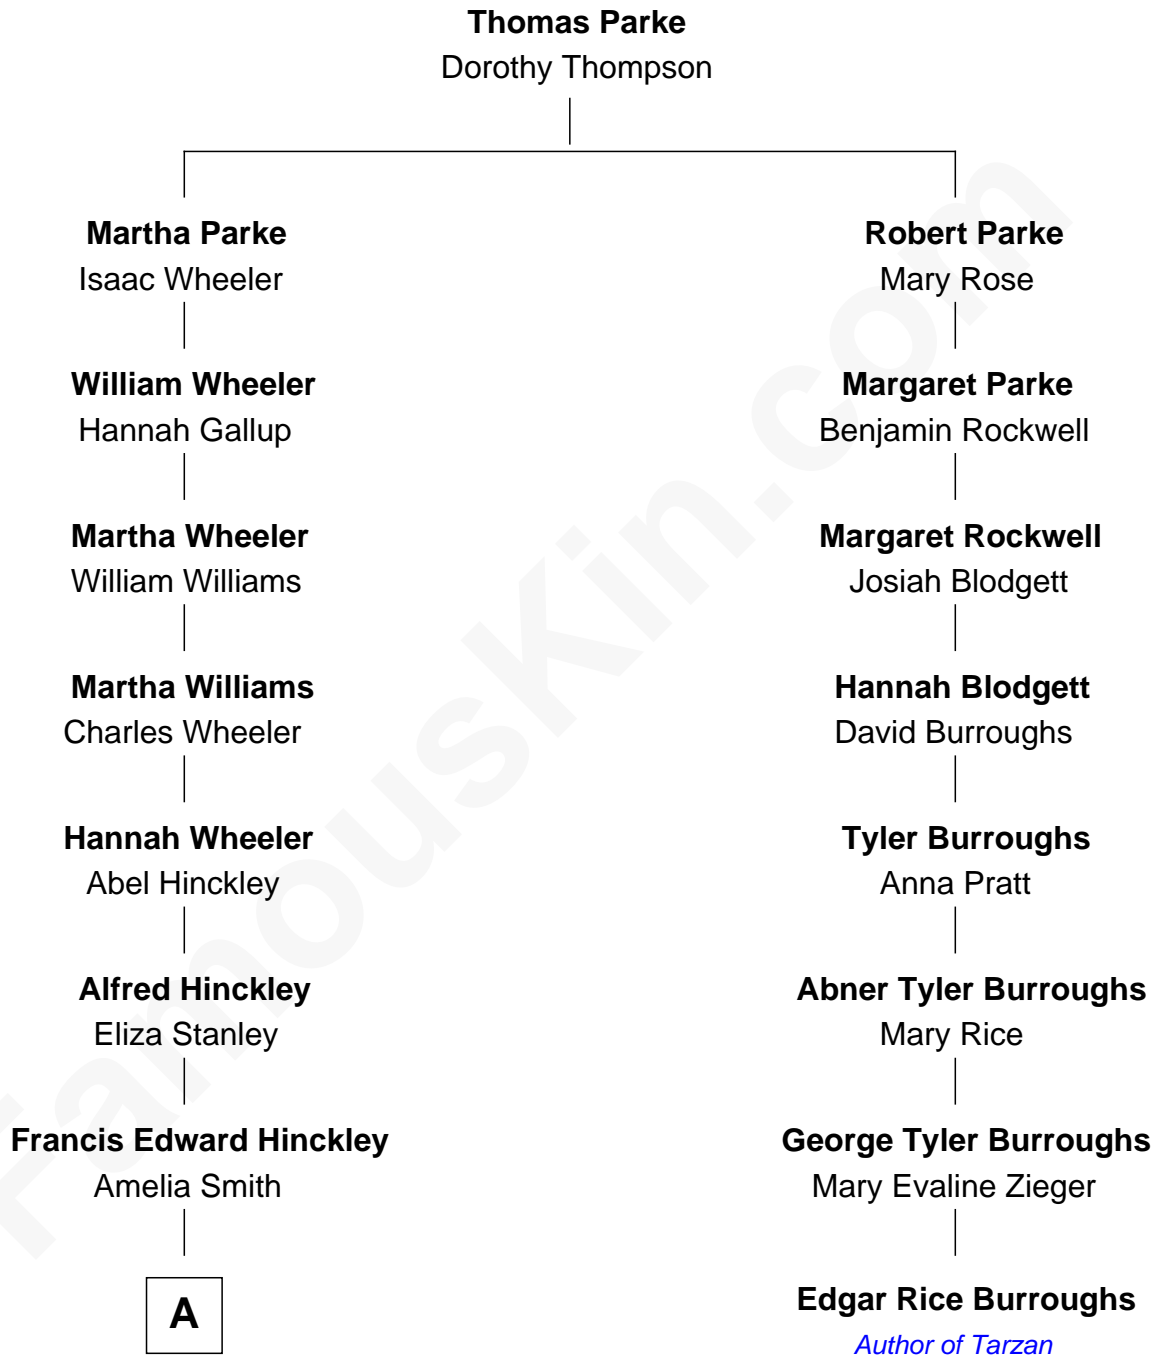 Thomas Parke
Dorothy Thompson
Martha Parke
Isaac Wheeler
Robert Parke
Mary Rose
William Wheeler
Hannah Gallup
Margaret Parke
Benjamin Rockwell
Martha Wheeler
William Williams
Margaret Rockwell
Josiah Blodgett
Martha Williams
Charles Wheeler
Hannah Blodgett
David Burroughs
Hannah Wheeler
Abel Hinckley
Tyler Burroughs
Anna Pratt
Alfred Hinckley
Eliza Stanley
Abner Tyler Burroughs
Mary Rice
Francis Edward Hinckley
Amelia Smith
George Tyler Burroughs
Mary Evaline Zieger
A
Edgar Rice Burroughs
Author of Tarzan
FamousKin.com